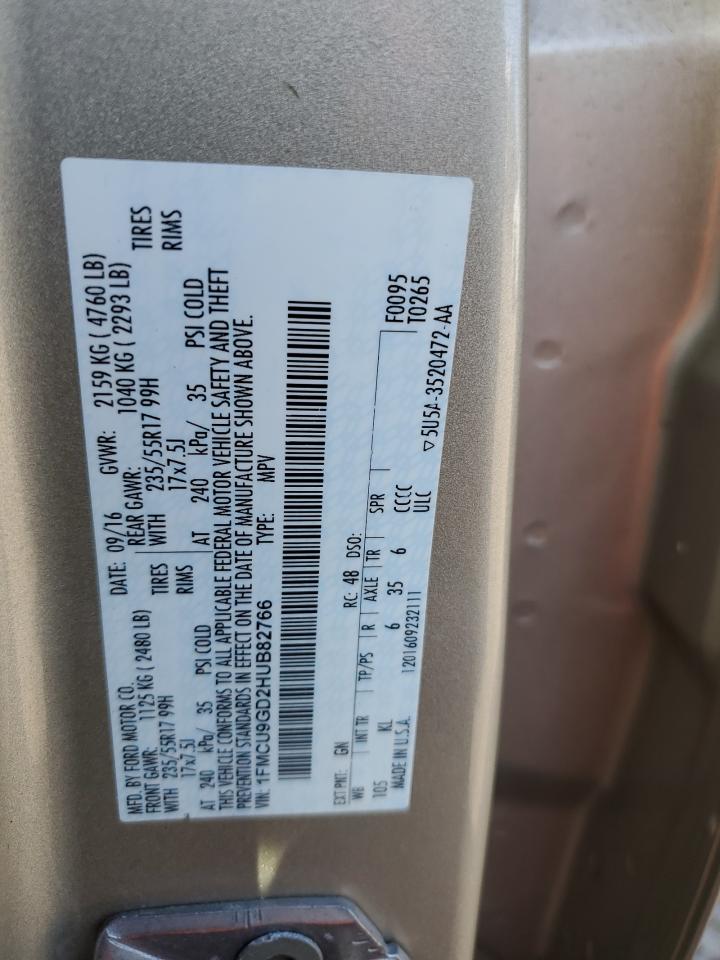 MFD. BY FORD MOTOR CO. DATE: 09/16 GVWR: 2159 KG ( 4760 LB)
FRONT GAWR: 1125 KG ( 2480 LB) REAR GAWR: 1040 KG ( 2293 LB)
WITH 235/55R17 99H TIRES WITH 235/55R17 99H TIRES
17x7.5J RIMS 17x7.5J RIMS
AT 240 kPa/ 35 PSI COLD AT 240 kPa/ 35 PSI COLD
THIS VEHICLE CONFORMS TO ALL APPLICABLE FEDERAL MOTOR VEHICLE SAFETY AND THEFT
PREVENTION STANDARDS IN EFFECT ON THE DATE OF MANUFACTURE SHOWN ABOVE.
VIN: 1FMCU9GD2HUB82766 TYPE: MPV
EXT PNT: GN RC: 48 DSO: F0095
WB INT TR TP/PS R AXLE TR SPR T0265
105 KL 6 35 6 CCCC
MADE IN U.S.A. 1201609232111 ULC ▽5U5A-3520472-AA